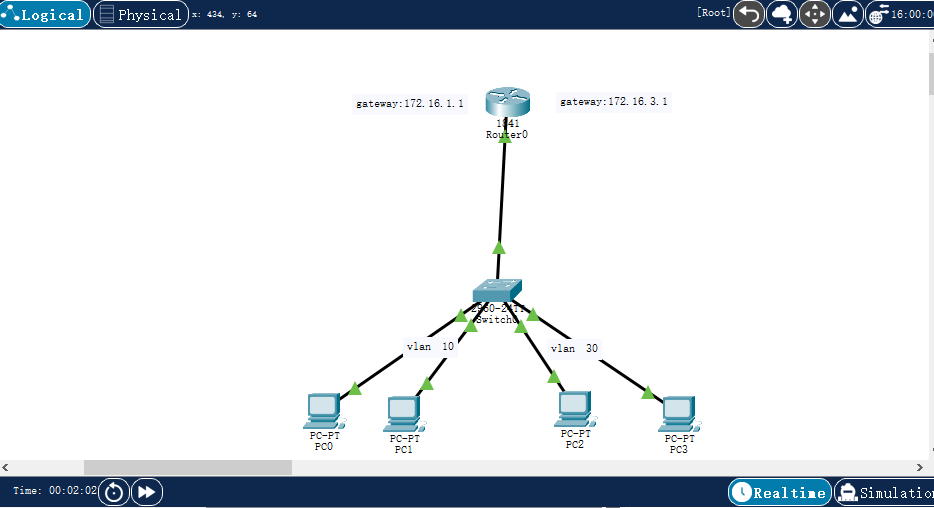 Logical
Physical
x: 434, y: 64
[Root]
16:00:0
gateway:172.16.1.1
gateway:172.16.3.1
1841
Router0
2960-24TT
Switch0
vlan 10
vlan 30
PC-PT
PC0
PC-PT
PC1
PC-PT
PC2
PC-PT
PC3
Time: 00:02:02
Realtime
Simulation